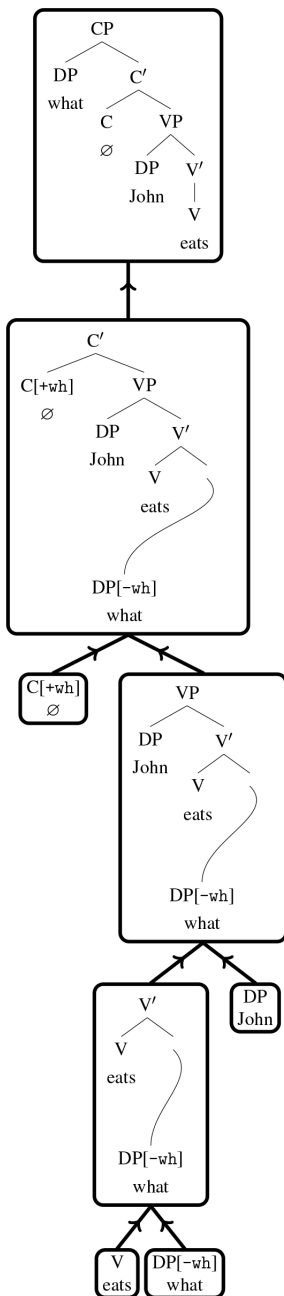 CP
DP C′
what
C VP
∅
DP V′
John
V
eats
C′
C[+wh] VP
∅
DP V′
John
V
eats
DP[-wh]
what
C[+wh]
∅
VP
DP V′
John
V
eats
DP[-wh]
what
V′
V
eats
DP[-wh]
what
DP
John
V
eats
DP[-wh]
what